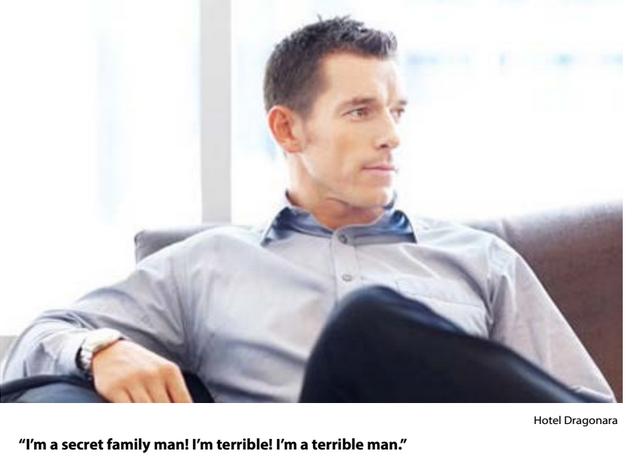 Hotel Dragonara
“I’m a secret family man! I’m terrible! I’m a terrible man.”